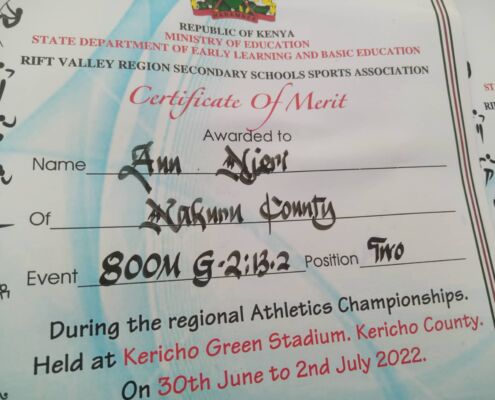 HARAMBEE
REPUBLIC OF KENYA
MINISTRY OF EDUCATION
STATE DEPARTMENT OF EARLY LEARNING AND BASIC EDUCATION
RIFT VALLEY REGION SECONDARY SCHOOLS SPORTS ASSOCIATION
Certificate Of Merit
Awarded to
Name Ann Njeri
Of Nakuru County
Event 800M G-2:13.2 Position Two
During the regional Athletics Championships.
Held at Kericho Green Stadium. Kericho County.
On 30th June to 2nd July 2022.